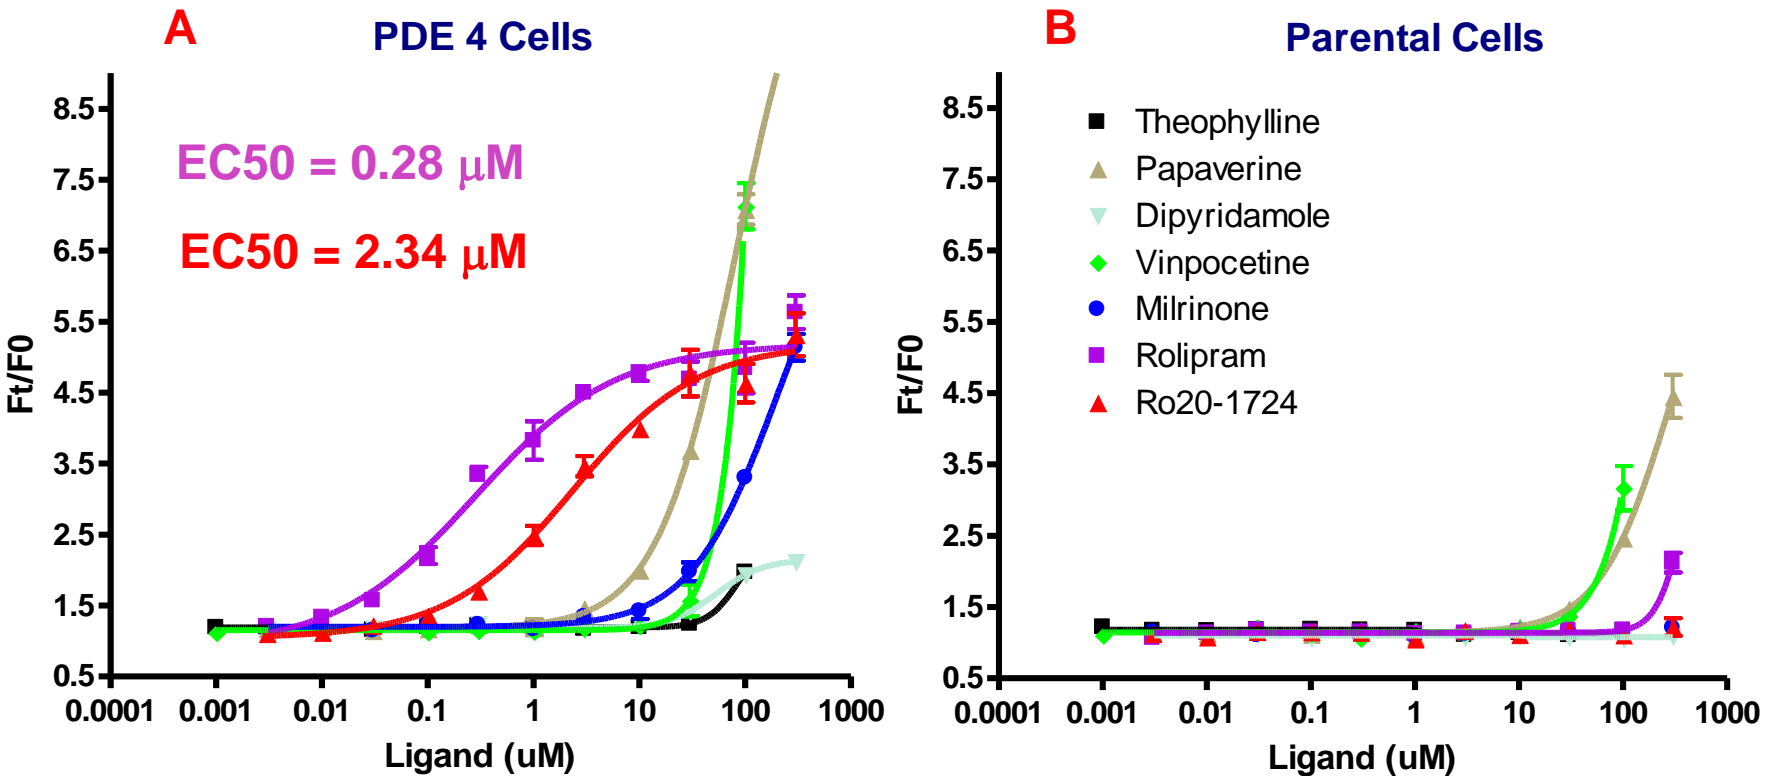 A
PDE 4 Cells
8.5
7.5
6.5
5.5
4.5
3.5
2.5
1.5
0.5
Ft/F0
EC50 = 0.28 µM
EC50 = 2.34 µM
0.0001 0.001 0.01 0.1 1 10 100 1000
Ligand (uM)
B
Parental Cells
8.5
7.5
6.5
5.5
4.5
3.5
2.5
1.5
0.5
Ft/F0
Theophylline
Papaverine
Dipyridamole
Vinpocetine
Milrinone
Rolipram
Ro20-1724
0.0001 0.001 0.01 0.1 1 10 100 1000
Ligand (uM)